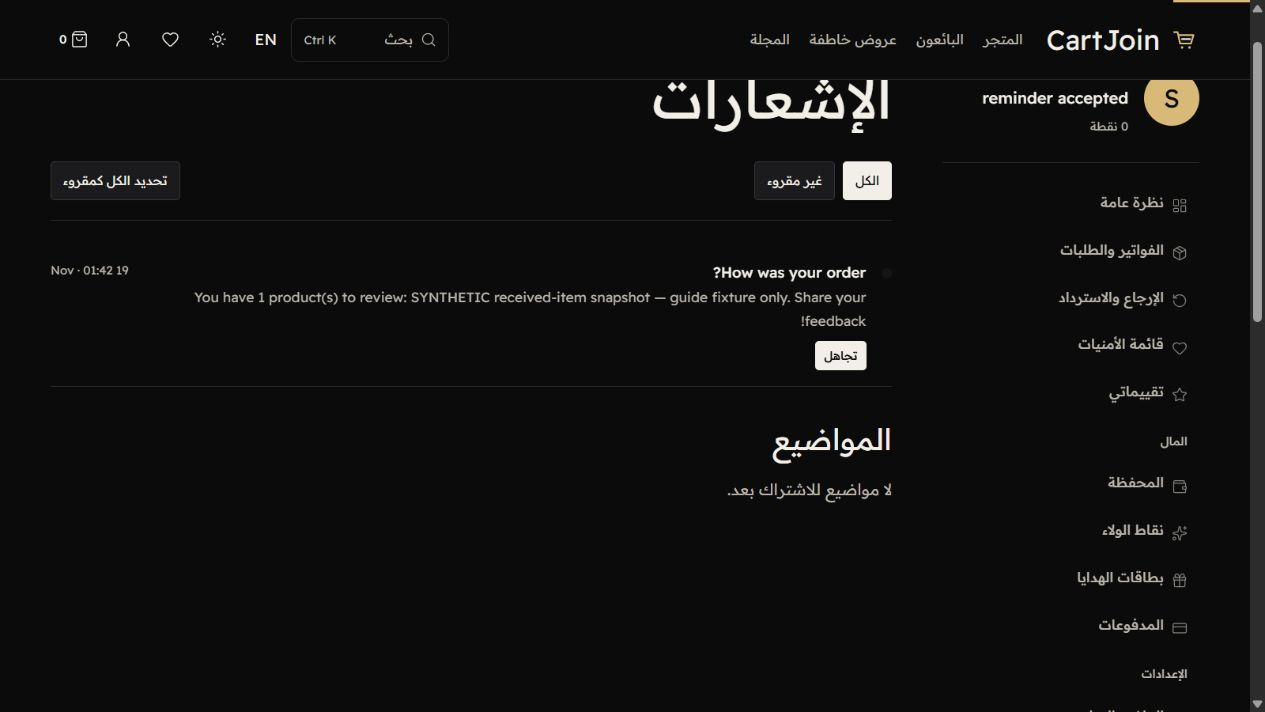 CartJoin
المتجر
البائعون
عروض خاطفة
المجلة
بحث
Ctrl K
EN
0
S
reminder accepted
0 نقطة
نظرة عامة
الفواتير والطلبات
الإرجاع والاسترداد
قائمة الأمنيات
تقييماتي
المال
المحفظة
نقاط الولاء
بطاقات الهدايا
المدفوعات
الإعدادات
الإشعارات
الكل
غير مقروء
تحديد الكل كمقروء
How was your order?
19 Nov · 01:42
You have 1 product(s) to review: SYNTHETIC received-item snapshot — guide fixture only. Share your
feedback!
تجاهل
المواضيع
لا مواضيع للاشتراك بعد.